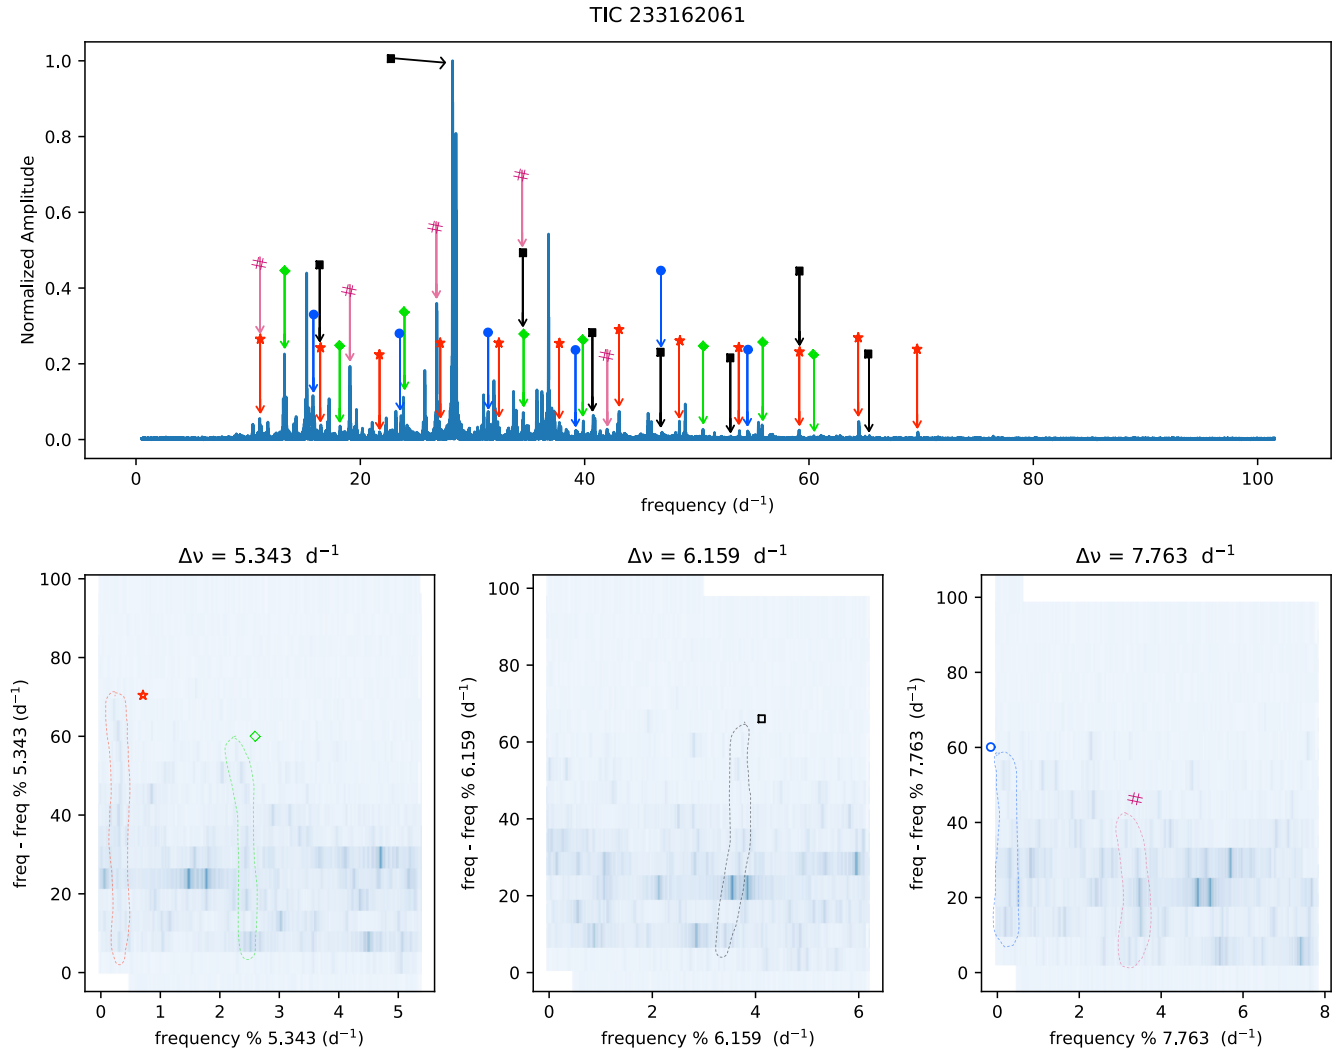 TIC 233162061
Normalized Amplitude
1.0
0.8
0.6
0.4
0.2
0.0
0 20 40 60 80 100
frequency (d⁻¹)
Δν = 5.343 d⁻¹
freq - freq % 5.343 (d⁻¹)
100
80
60
40
20
0
0 1 2 3 4 5
frequency % 5.343 (d⁻¹)
Δν = 6.159 d⁻¹
freq - freq % 6.159 (d⁻¹)
100
80
60
40
20
0
0 2 4 6
frequency % 6.159 (d⁻¹)
Δν = 7.763 d⁻¹
freq - freq % 7.763 (d⁻¹)
100
80
60
40
20
0
0 2 4 6 8
frequency % 7.763 (d⁻¹)